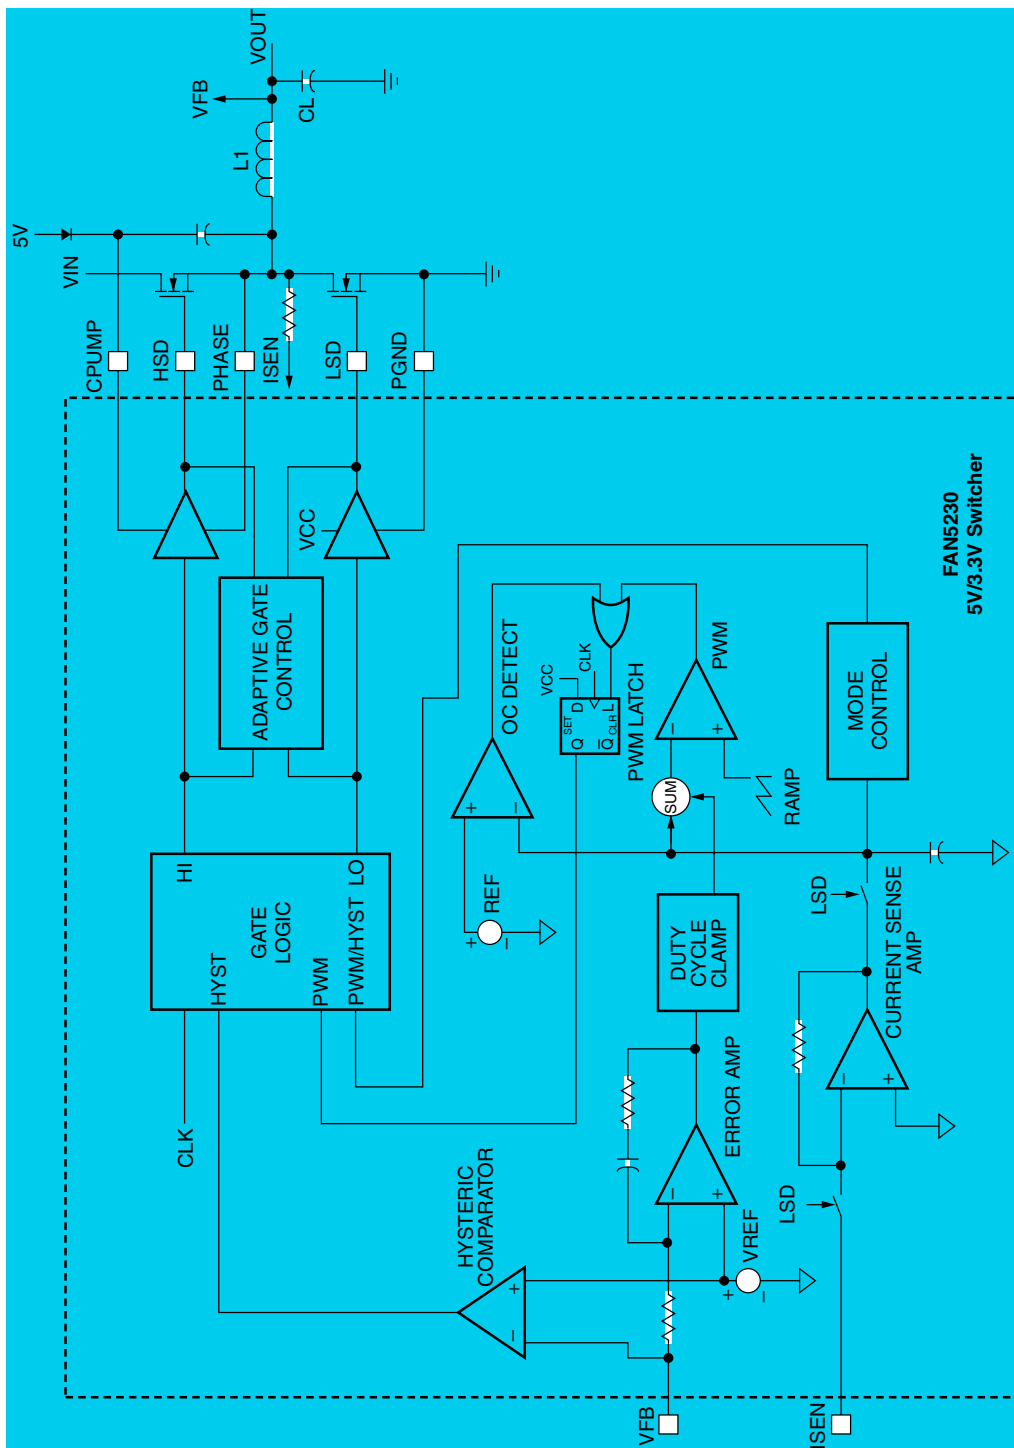 5V
VIN
VFB
VOUT
L1
CL
CPUMP
HSD
PHASE
ISEN
LSD
PGND
VCC
ADAPTIVE GATE
CONTROL
HI
LO
GATE
LOGIC
HYST
PWM
PWM/HYST
CLK
OC DETECT
+
–
+
REF
–
VCC
CLK
SET
D
Q
Q
CLR
L
PWM LATCH
PWM
–
+
SUM
RAMP
MODE
CONTROL
FAN5230
5V/3.3V Switcher
DUTY
CYCLE
CLAMP
LSD
CURRENT SENSE
AMP
–
+
ERROR AMP
–
+
HYSTERIC
COMPARATOR
–
+
+
VREF
–
LSD
VFB
ISEN